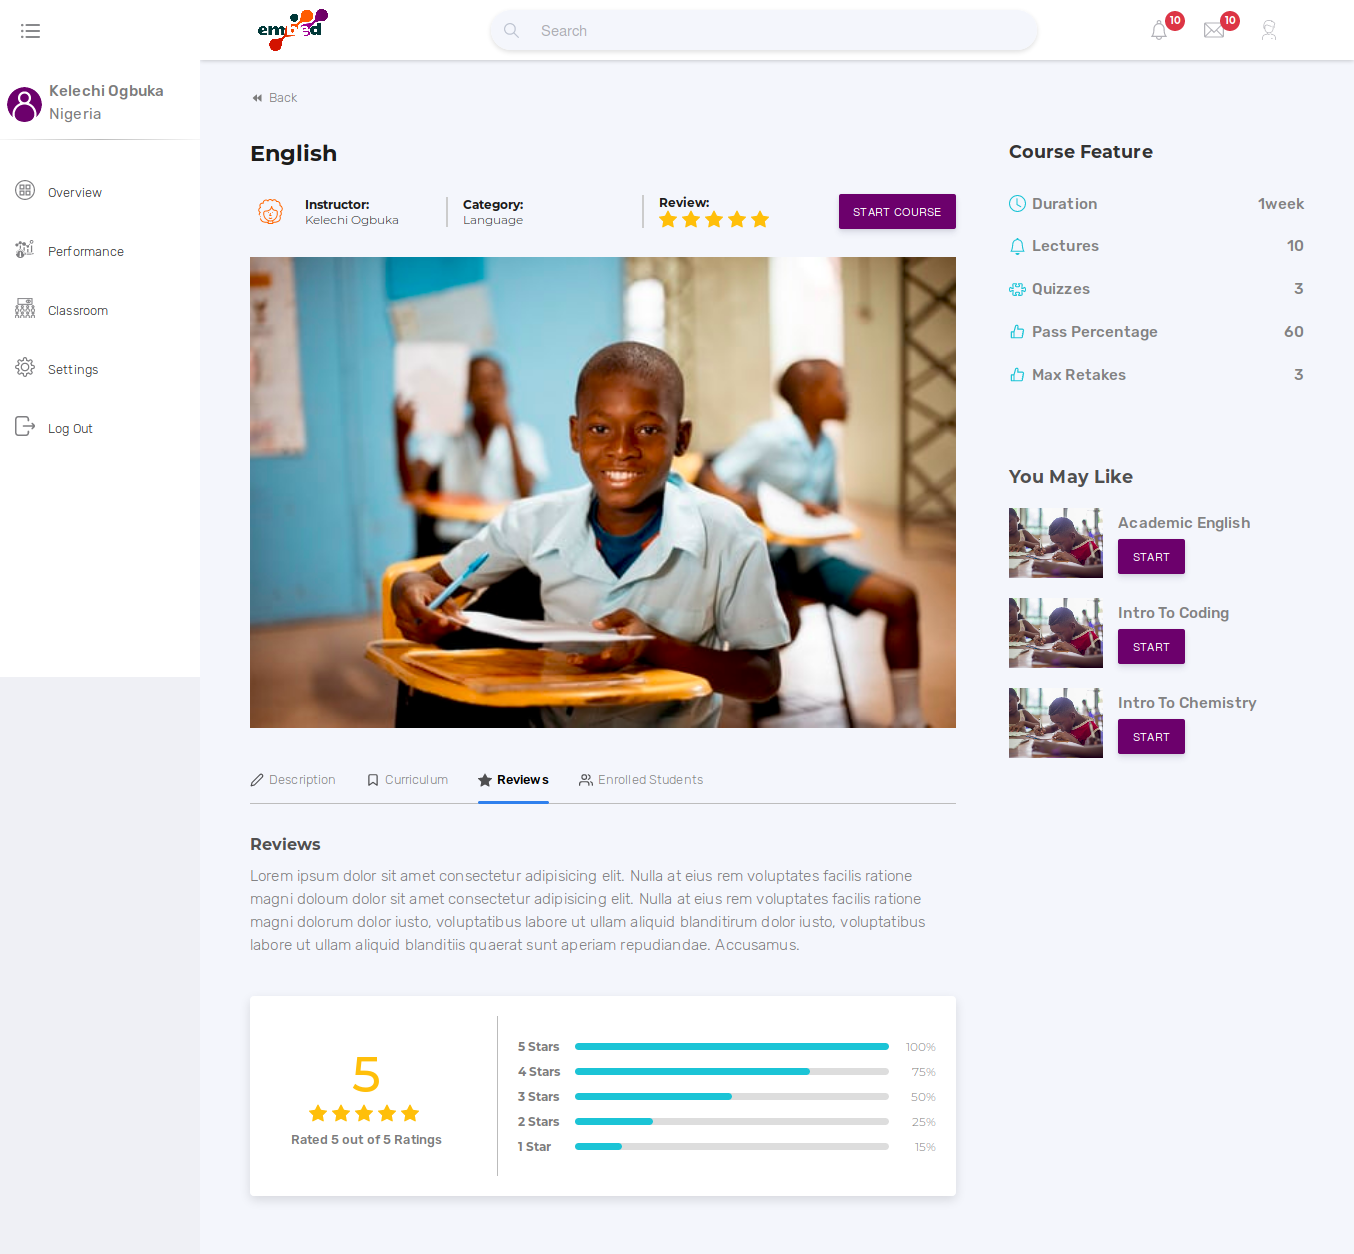 embed
Search
10
10
Kelechi Ogbuka
Nigeria
Overview
Performance
Classroom
Settings
Log Out
Back
English
Instructor:
Kelechi Ogbuka
Category:
Language
Review:
START COURSE
Description
Curriculum
Reviews
Enrolled Students
Reviews
Lorem ipsum dolor sit amet consectetur adipisicing elit. Nulla at eius rem voluptates facilis ratione
magni doloum dolor sit amet consectetur adipisicing elit. Nulla at eius rem voluptates facilis ratione
magni dolorum dolor iusto, voluptatibus labore ut ullam aliquid blanditirum dolor iusto, voluptatibus
labore ut ullam aliquid blanditiis quaerat sunt aperiam repudiandae. Accusamus.
5
Rated 5 out of 5 Ratings
5 Stars 100%
4 Stars 75%
3 Stars 50%
2 Stars 25%
1 Star 15%
Course Feature
Duration 1week
Lectures 10
Quizzes 3
Pass Percentage 60
Max Retakes 3
You May Like
Academic English
START
Intro To Coding
START
Intro To Chemistry
START